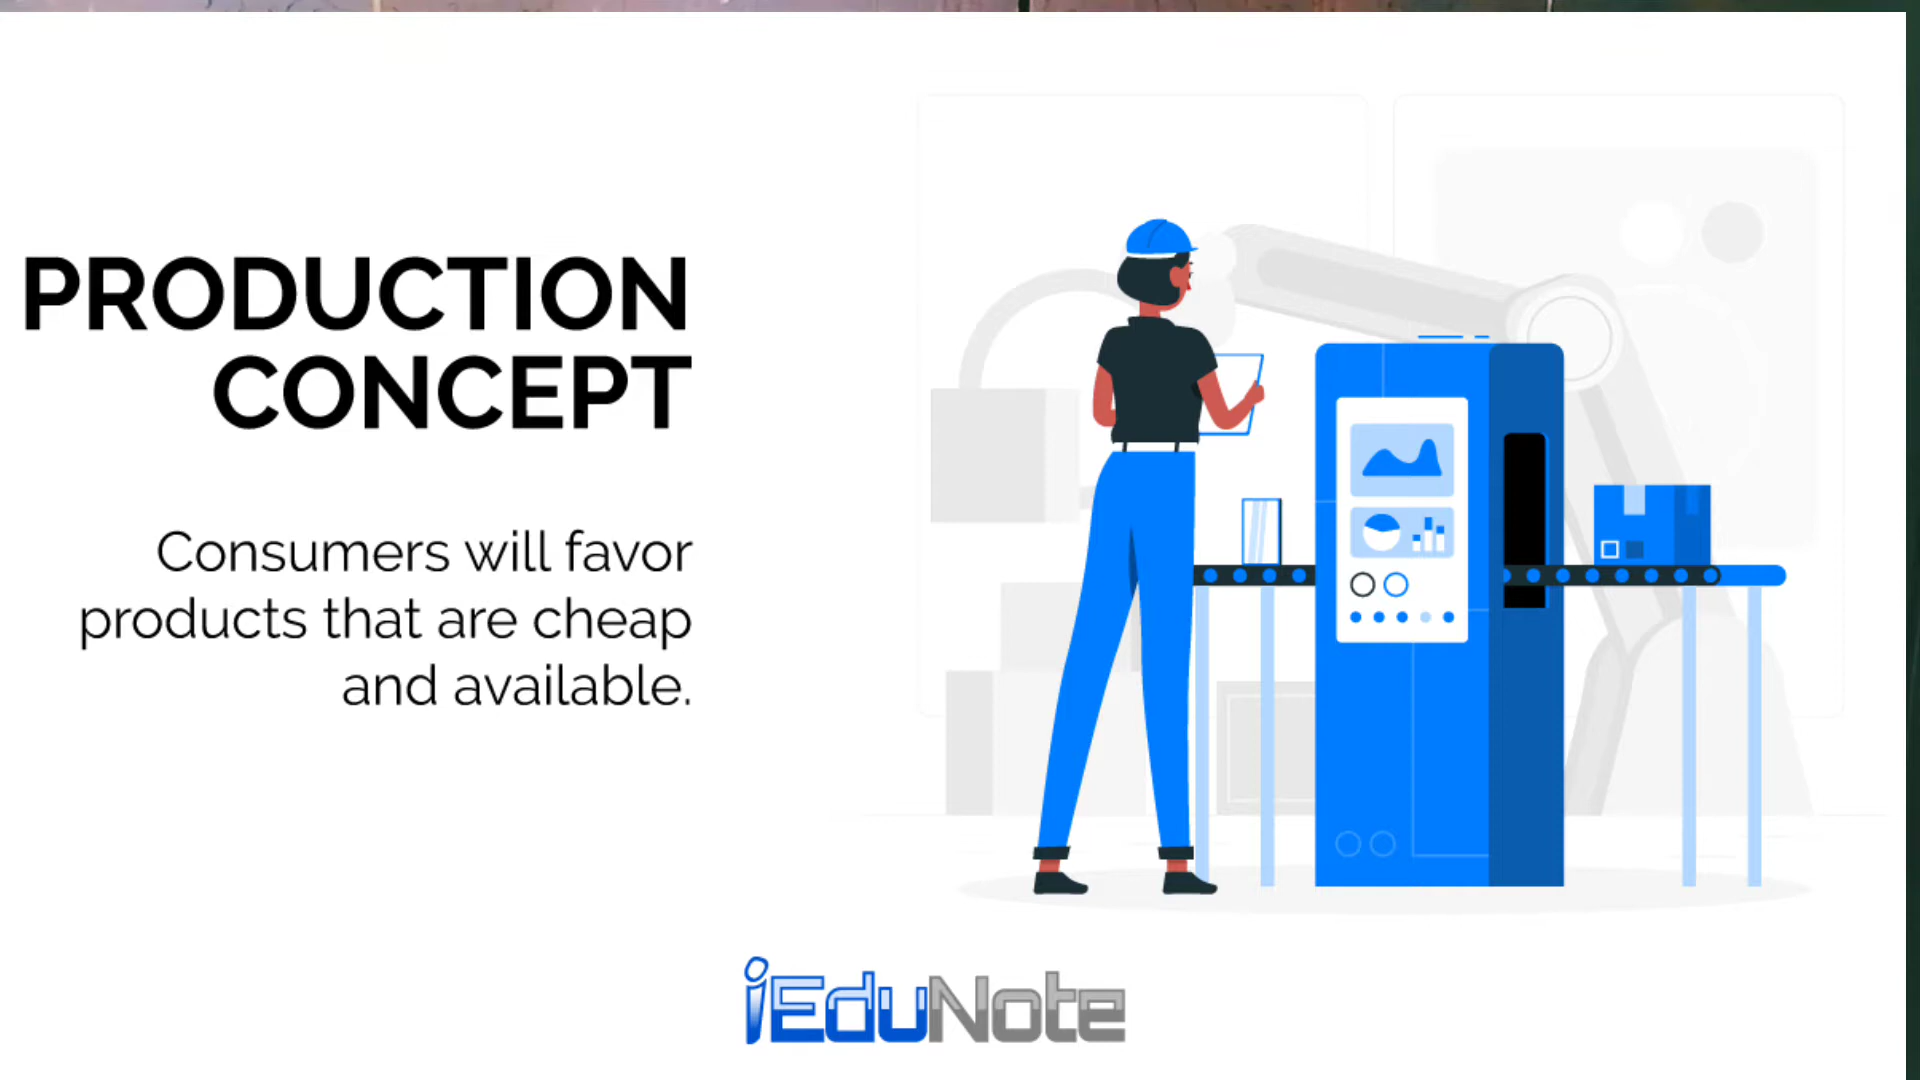 PRODUCTION
CONCEPT
Consumers will favor
products that are cheap
and available.
iEduNote